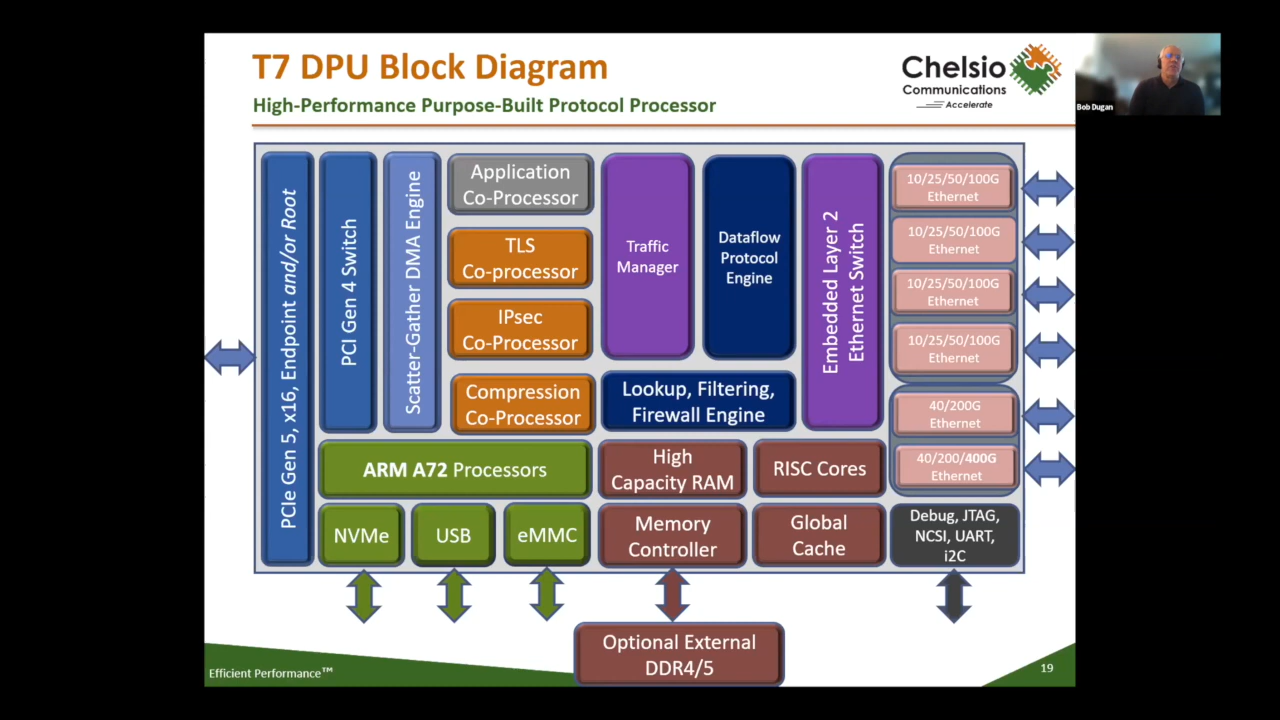 T7 DPU Block Diagram
High-Performance Purpose-Built Protocol Processor
Chelsio
Communications
Accelerate
Bob Dugan
PCIe Gen 5, x16, Endpoint and/or Root
PCI Gen 4 Switch
Scatter-Gather DMA Engine
Application
Co-Processor
TLS
Co-processor
IPsec
Co-Processor
Compression
Co-Processor
Traffic
Manager
Dataflow
Protocol
Engine
Lookup, Filtering,
Firewall Engine
Embedded Layer 2
Ethernet Switch
10/25/50/100G
Ethernet
10/25/50/100G
Ethernet
10/25/50/100G
Ethernet
10/25/50/100G
Ethernet
40/200G
Ethernet
40/200/400G
Ethernet
ARM A72 Processors
High
Capacity RAM
RISC Cores
NVMe
USB
eMMC
Memory
Controller
Global
Cache
Debug, JTAG,
NCSI, UART,
i2C
Optional External
DDR4/5
Efficient Performance™
19